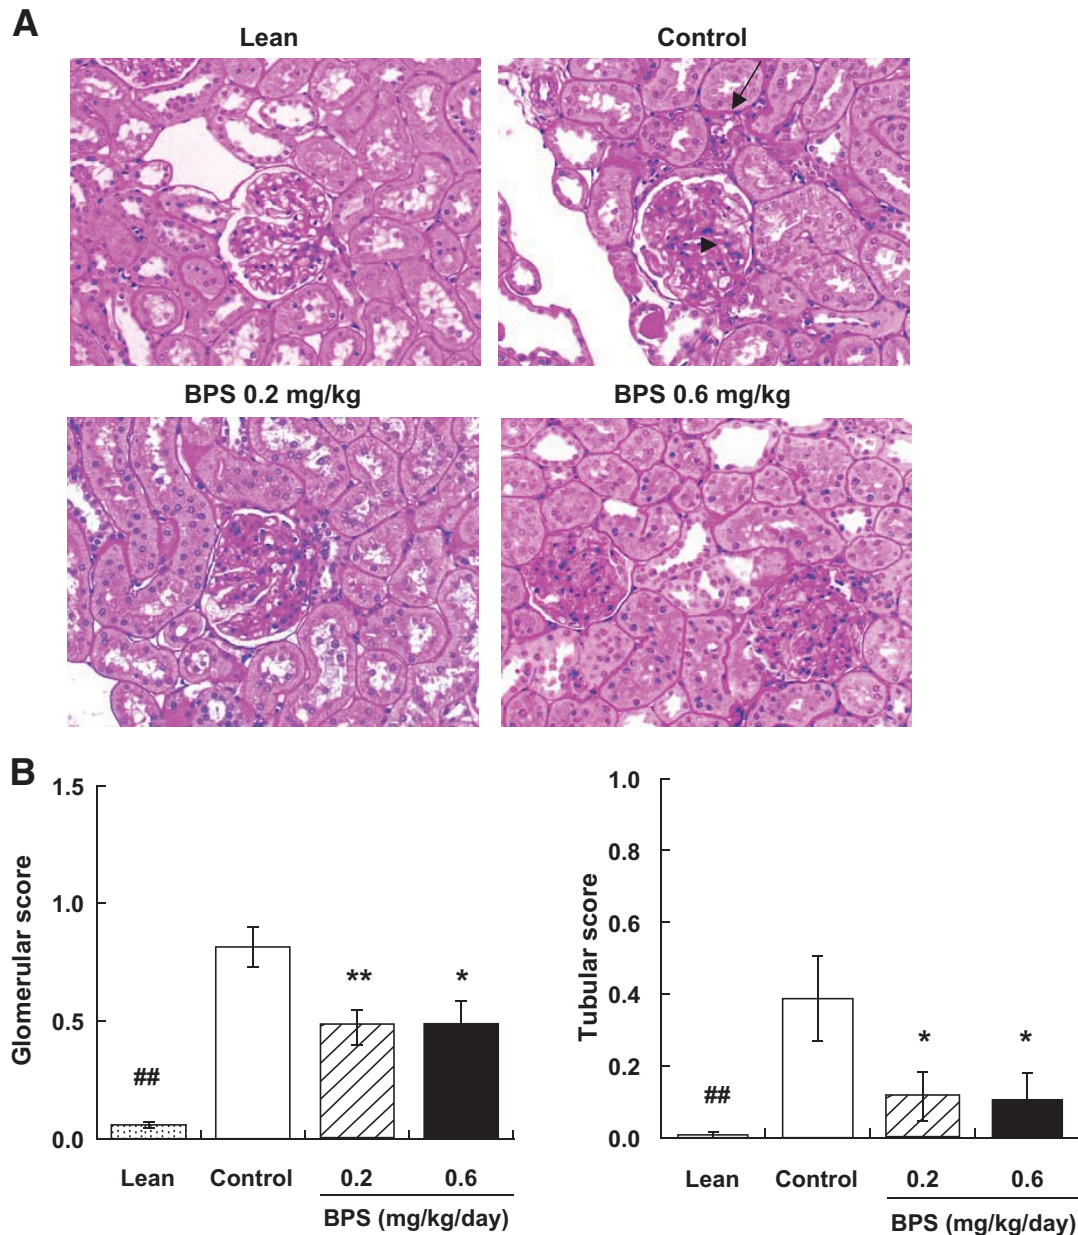 A
Lean Control
BPS 0.2 mg/kg BPS 0.6 mg/kg
B
Glomerular score
1.5
1.0
0.5
0.0
##
**
*
Lean Control 0.2 0.6
BPS (mg/kg/day)
Tubular score
1.0
0.8
0.6
0.4
0.2
0.0
##
*
*
Lean Control 0.2 0.6
BPS (mg/kg/day)